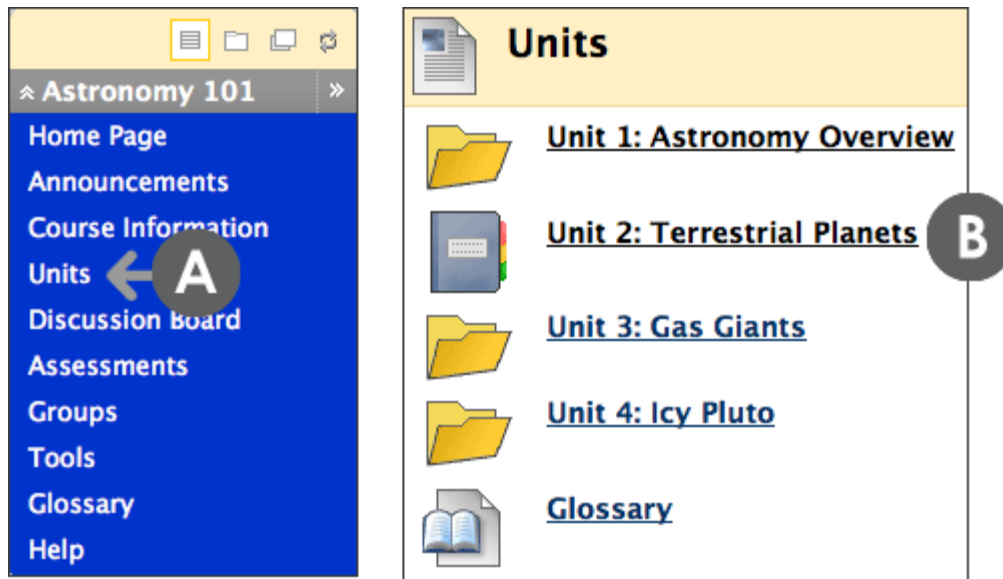 Astronomy 101
Home Page
Announcements
Course Information
Units
A
Discussion Board
Assessments
Groups
Tools
Glossary
Help
Units
Unit 1: Astronomy Overview
Unit 2: Terrestrial Planets
B
Unit 3: Gas Giants
Unit 4: Icy Pluto
Glossary